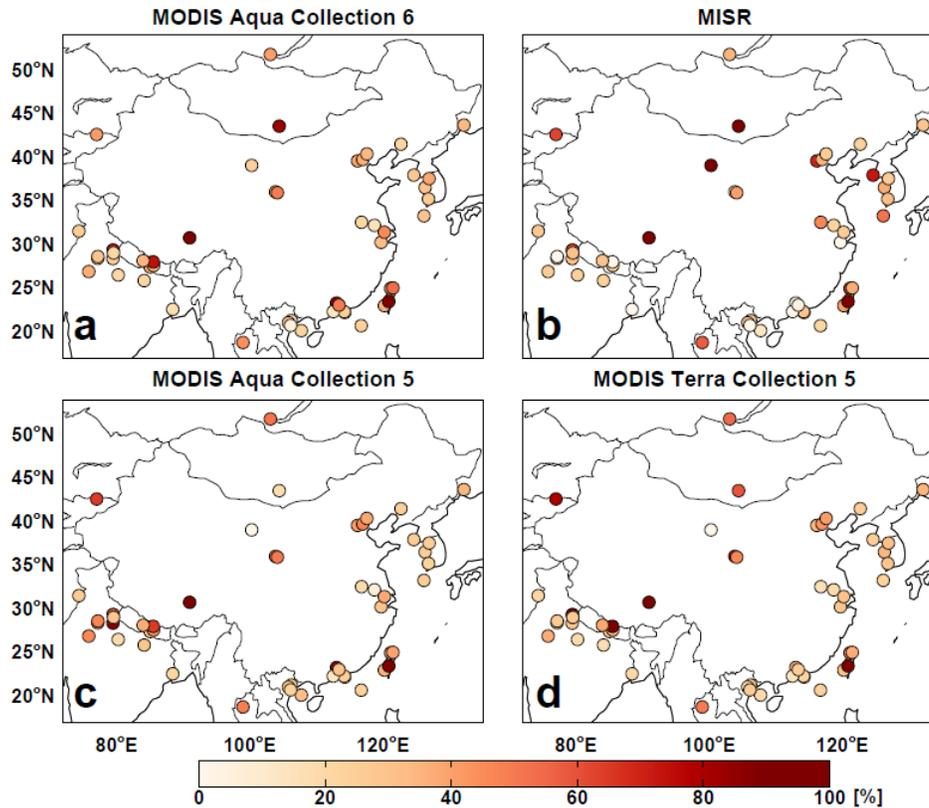 MODIS Aqua Collection 6
MISR
50°N
45°N
40°N
35°N
30°N
25°N
20°N
a
b
MODIS Aqua Collection 5
MODIS Terra Collection 5
50°N
45°N
40°N
35°N
30°N
25°N
20°N
c
d
80°E 100°E 120°E 80°E 100°E 120°E
0 20 40 60 80 100 [%]